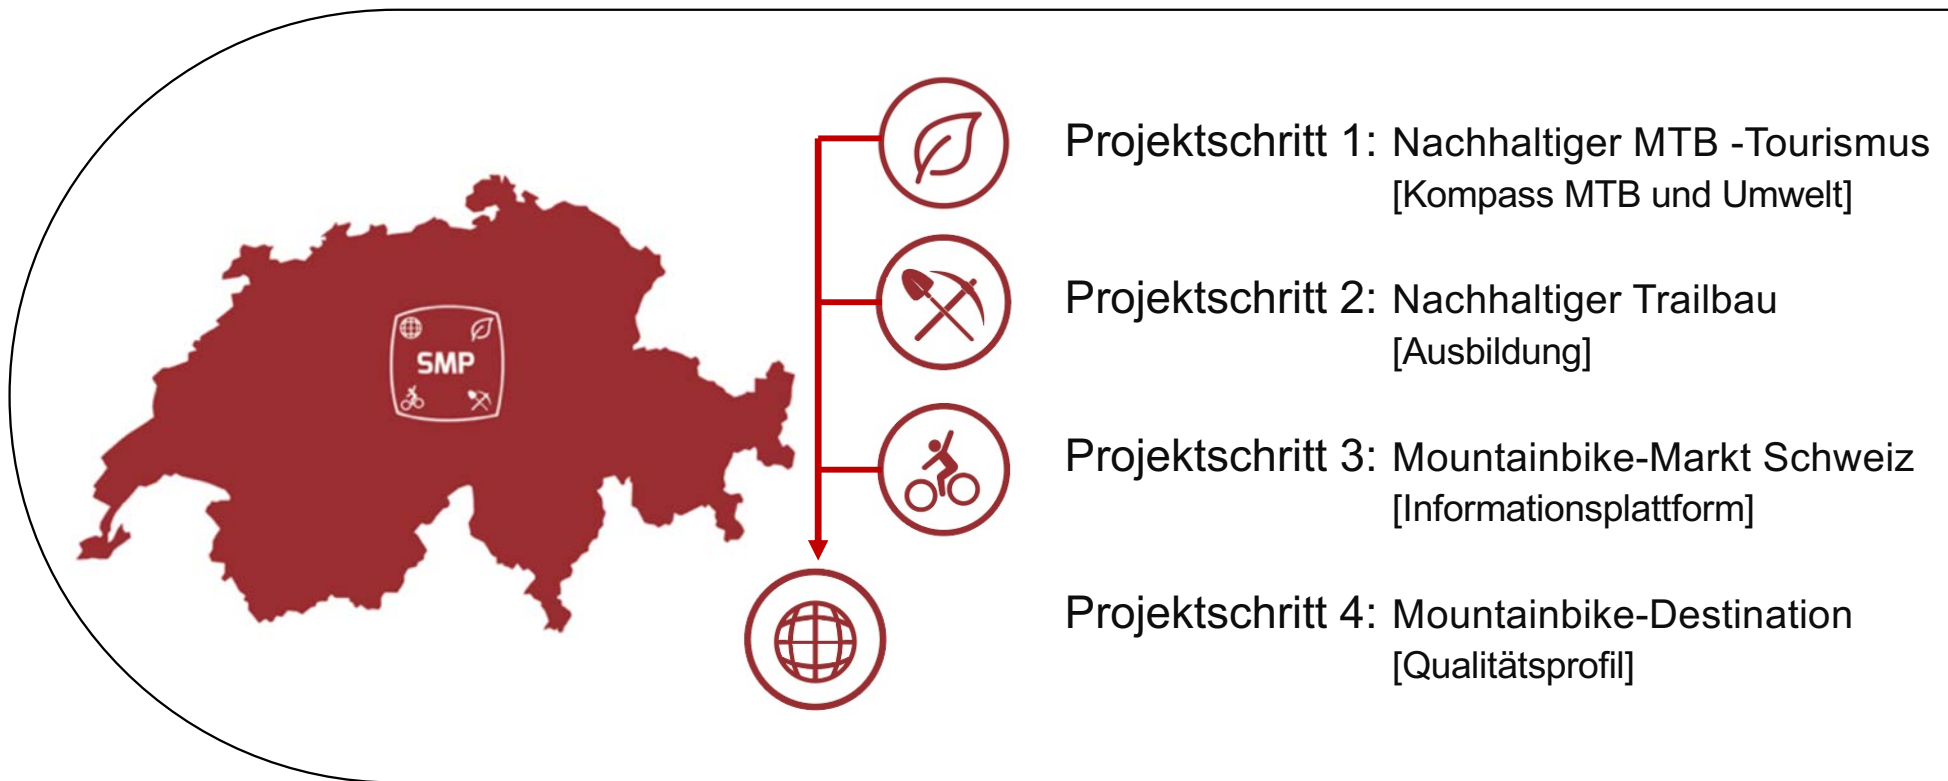 SMP
Projektschritt 1: Nachhaltiger MTB -Tourismus
[Kompass MTB und Umwelt]
Projektschritt 2: Nachhaltiger Trailbau
[Ausbildung]
Projektschritt 3: Mountainbike-Markt Schweiz
[Informationsplattform]
Projektschritt 4: Mountainbike-Destination
[Qualitätsprofil]